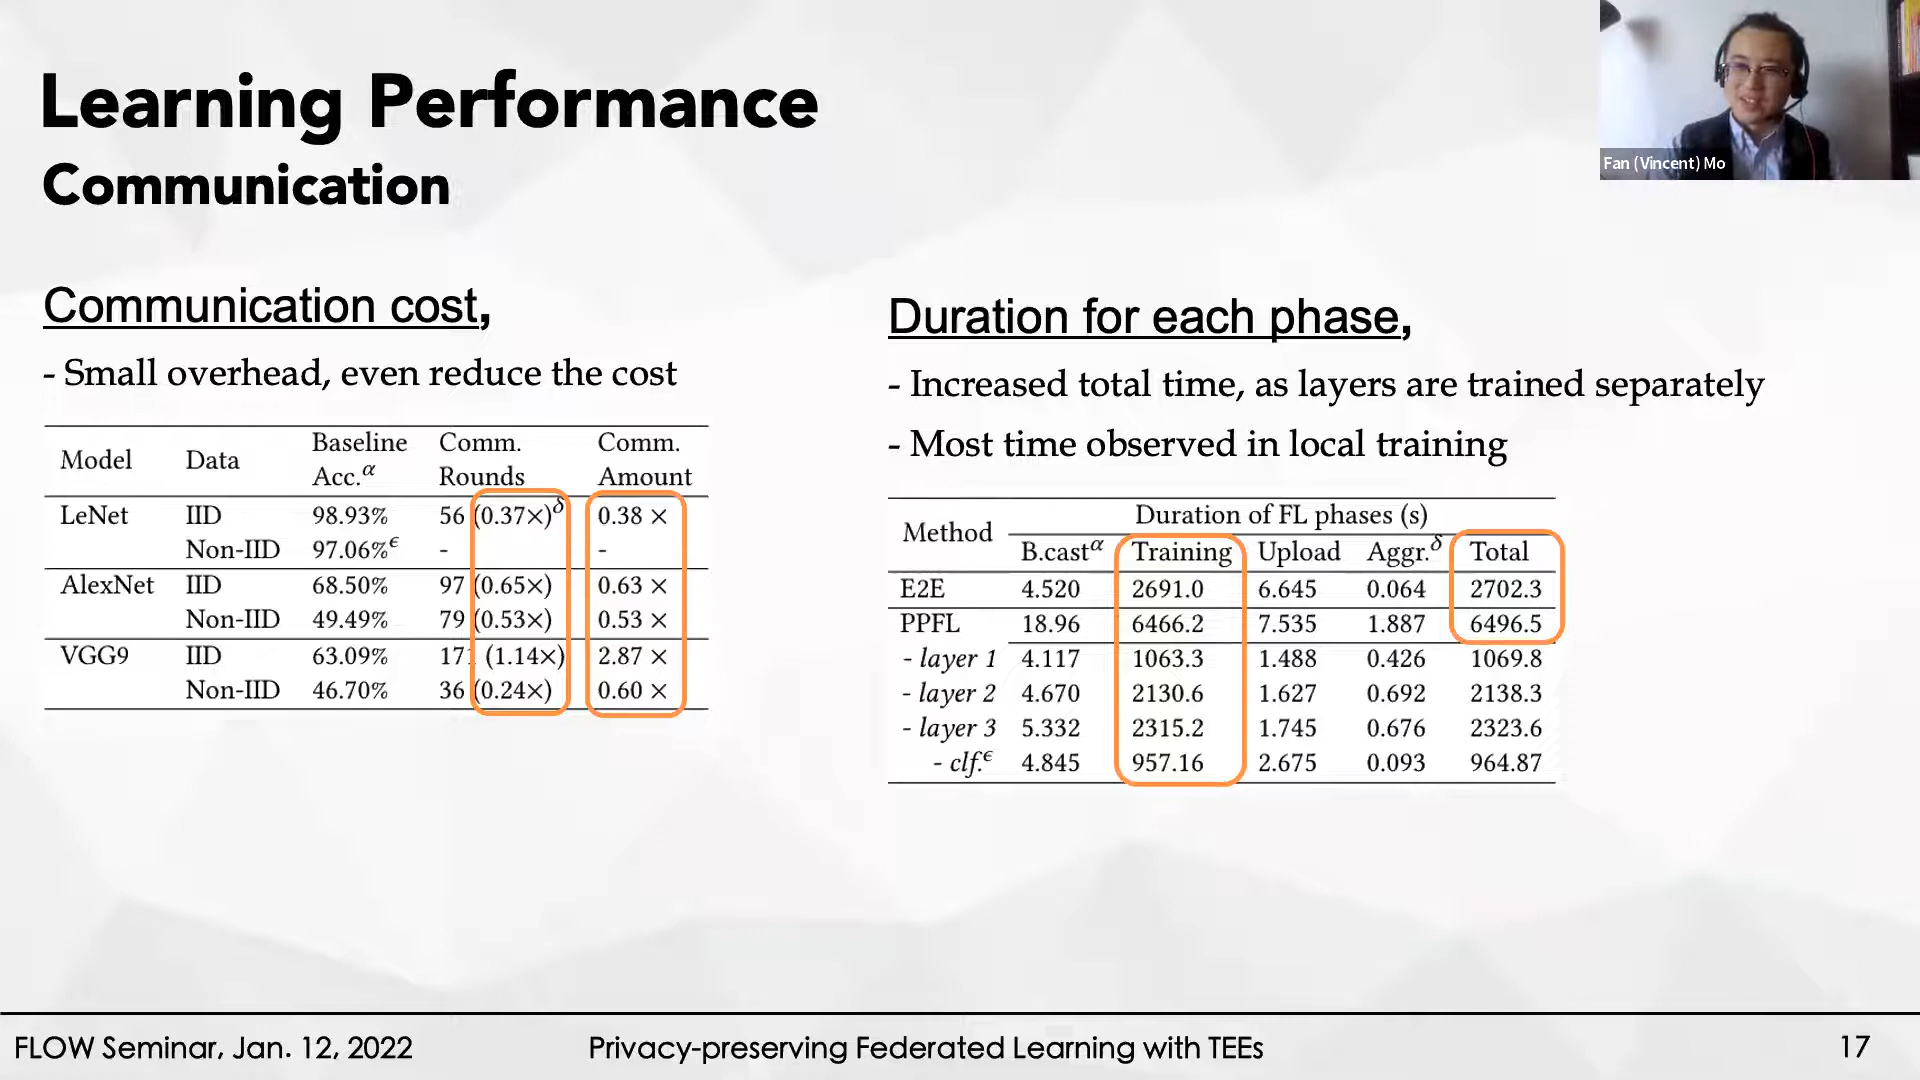 Learning Performance
Communication
Fan (Vincent) Mo
Communication cost,
- Small overhead, even reduce the cost
Model Data Baseline Acc.α Comm. Rounds Comm. Amount
LeNet IID 98.93% 56 (0.37×)δ 0.38 ×
Non-IID 97.06%ϵ - -
AlexNet IID 68.50% 97 (0.65×) 0.63 ×
Non-IID 49.49% 79 (0.53×) 0.53 ×
VGG9 IID 63.09% 171 (1.14×) 2.87 ×
Non-IID 46.70% 36 (0.24×) 0.60 ×
Duration for each phase,
- Increased total time, as layers are trained separately
- Most time observed in local training
Method Duration of FL phases (s)
B.castα Training Upload Aggr.δ Total
E2E 4.520 2691.0 6.645 0.064 2702.3
PPFL 18.96 6466.2 7.535 1.887 6496.5
- layer 1 4.117 1063.3 1.488 0.426 1069.8
- layer 2 4.670 2130.6 1.627 0.692 2138.3
- layer 3 5.332 2315.2 1.745 0.676 2323.6
- clf.ϵ 4.845 957.16 2.675 0.093 964.87
FLOW Seminar, Jan. 12, 2022
Privacy-preserving Federated Learning with TEEs
17